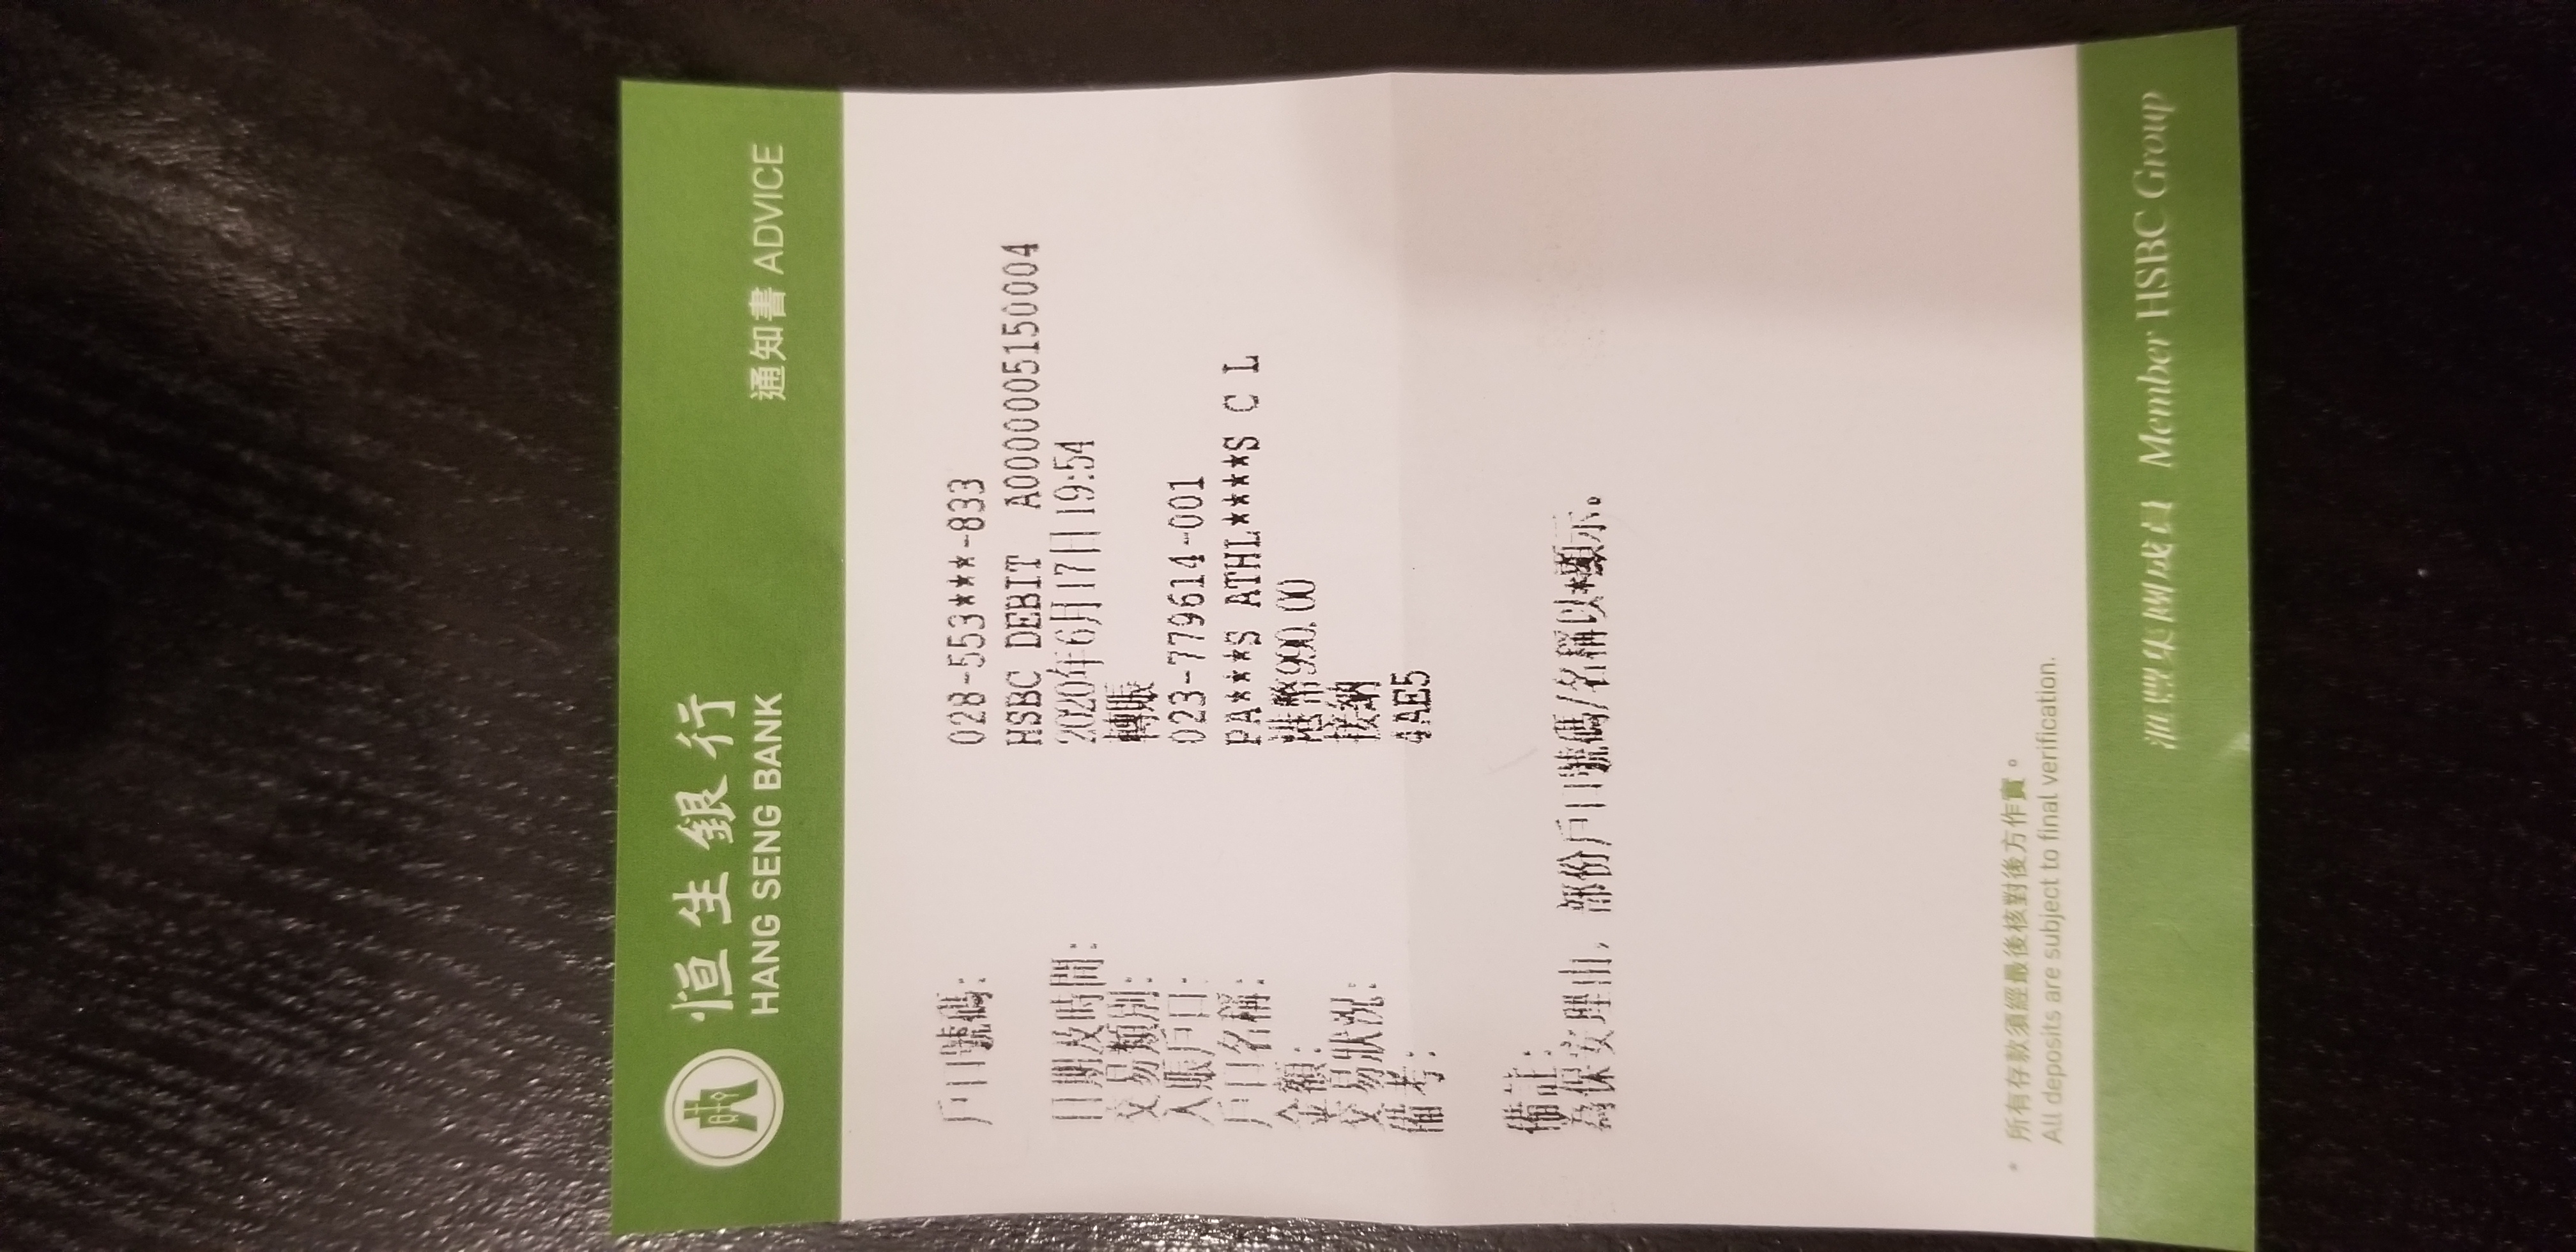 恒生銀行
HANG SENG BANK
通知書 ADVICE
戶口號碼: 028-553***-833
HSBC DEBIT A0000000515​0004
日期及時間: 2020年6月17日 19:54
交易類別: 轉賬
入賬戶口: 023-779614-001
戶口名稱: PA****S ATHL*****S C L
金額: 港幣990.00
交易狀況: 接納
備考: 4AE5
備註:
為保安理由，部份戶口號碼/名稱以*顯示。
* 所有存款須經最後核對後方作實。
All deposits are subject to final verification.
滙豐集團成員 Member HSBC Group